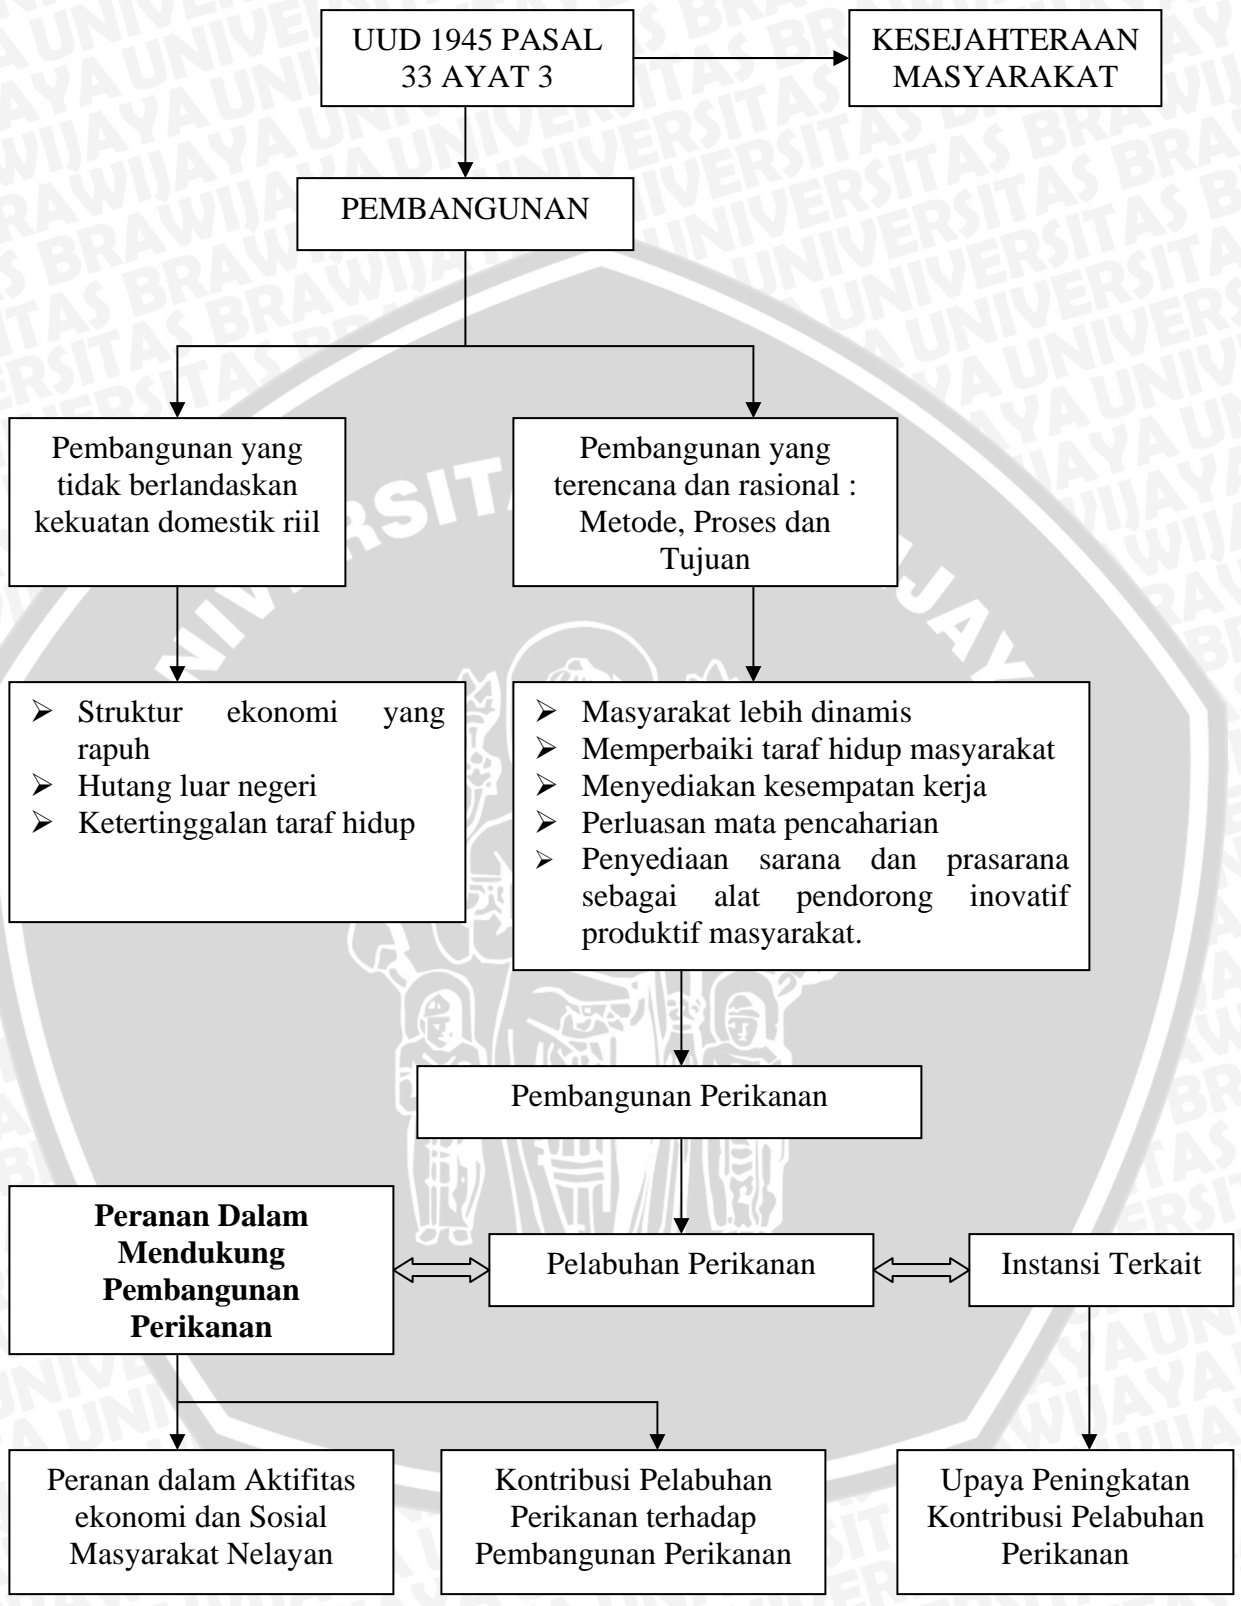 UUD 1945 PASAL
33 AYAT 3
KESEJAHTERAAN
MASYARAKAT
PEMBANGUNAN
Pembangunan yang
tidak berlandaskan
kekuatan domestik riil
Pembangunan yang
terencana dan rasional :
Metode, Proses dan
Tujuan
➢ Struktur ekonomi yang
rapuh
➢ Hutang luar negeri
➢ Ketertinggalan taraf hidup
➢ Masyarakat lebih dinamis
➢ Memperbaiki taraf hidup masyarakat
➢ Menyediakan kesempatan kerja
➢ Perluasan mata pencaharian
➢ Penyediaan sarana dan prasarana
sebagai alat pendorong inovatif
produktif masyarakat.
Pembangunan Perikanan
Peranan Dalam
Mendukung
Pembangunan
Perikanan
Pelabuhan Perikanan
Instansi Terkait
Peranan dalam Aktifitas
ekonomi dan Sosial
Masyarakat Nelayan
Kontribusi Pelabuhan
Perikanan terhadap
Pembangunan Perikanan
Upaya Peningkatan
Kontribusi Pelabuhan
Perikanan